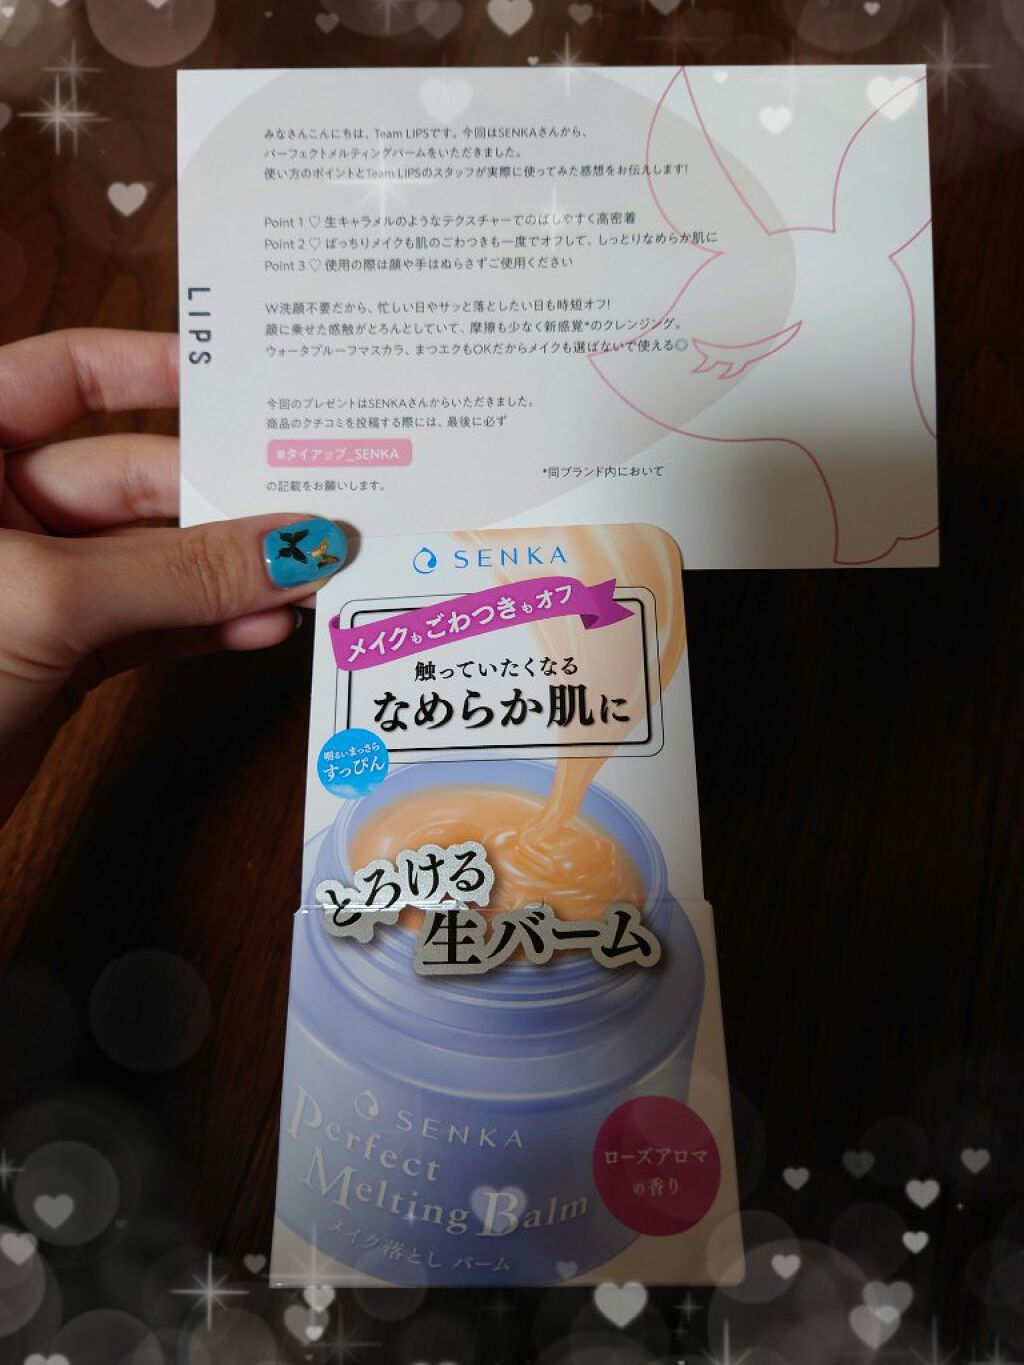 みなさんこんにちは、Team LIPSです。今回はSENKAさんから、
パーフェクトメルティングバームをいただきました。
使い方のポイントとTeam LIPSのスタッフが実際に使ってみた感想をお伝えします!
Point 1 ♡ 生キャラメルのようなテクスチャーでのばしやすく高密着
Point 2 ♡ ばっちりメイクも肌のごわつきも一度でオフして、しっとりなめらか肌に
Point 3 ♡ 使用の際は顔や手はぬらさずご使用ください
W洗顔不要だから、忙しい日やサッと落としたい日も時短オフ!
顔に乗せた感触がとろんとしていて、摩擦も少なく新感覚*のクレンジング。
ウォータプルーフマスカラ、まつエクもOKだからメイクも選ばないで使える◎
LIPS
今回のプレゼントはSENKAさんからいただきました。
商品のクチコミを投稿する際には、最後に必ず
#タイアップ_SENKA
*同ブランド内において
の記載をお願いします。
SENKA
メイクもごわつきもオフ
触っていたくなる
なめらか肌に
明るいまっさら
すっぴん
とろける
生バーム
SENKA
Perfect
Melting Balm
メイク落とし バーム
ローズアロマ
の香り